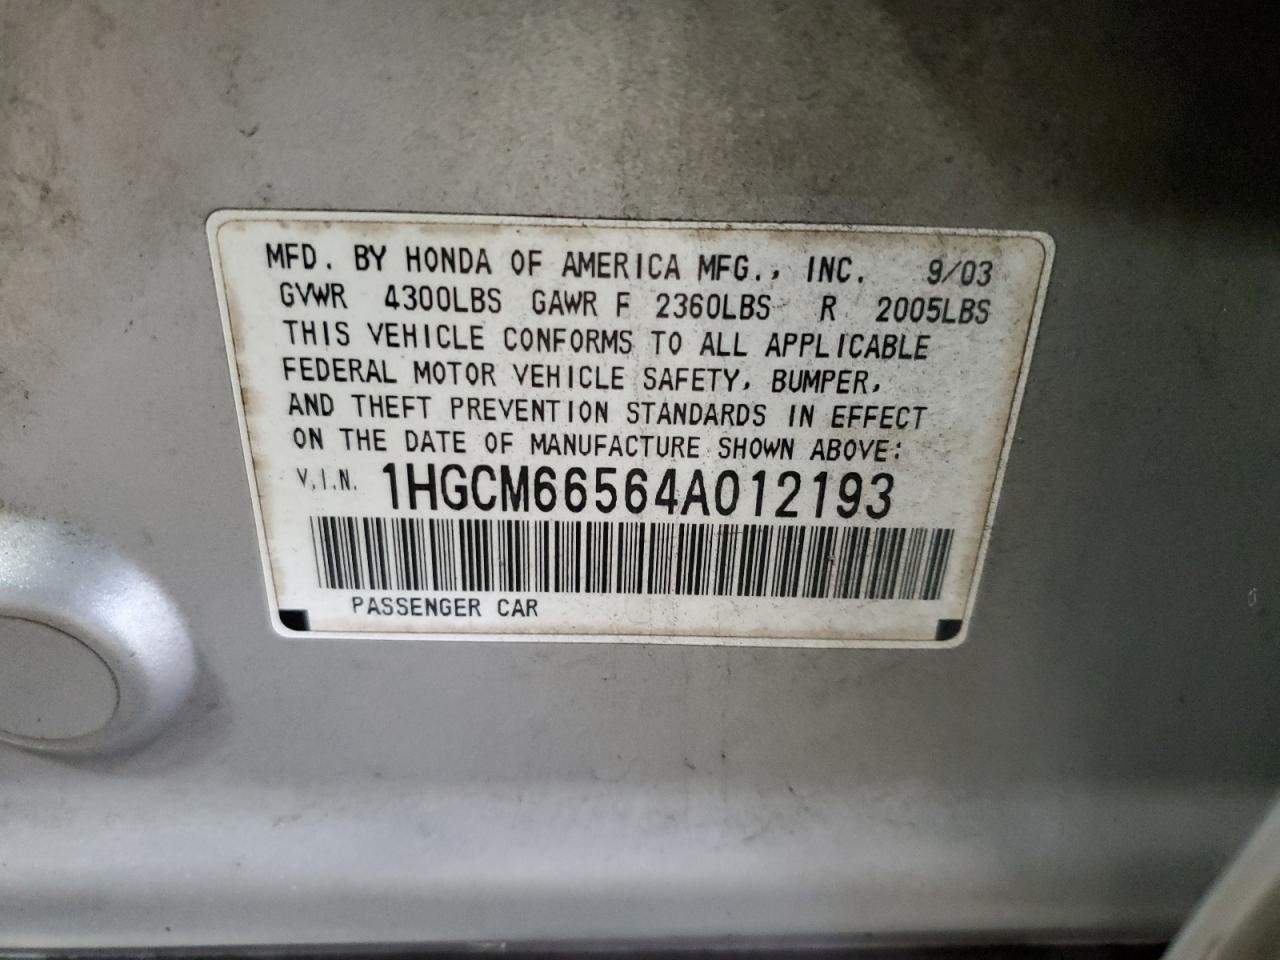 MFD. BY HONDA OF AMERICA MFG., INC. 9/03
GVWR 4300LBS GAWR F 2360LBS R 2005LBS
THIS VEHICLE CONFORMS TO ALL APPLICABLE
FEDERAL MOTOR VEHICLE SAFETY, BUMPER,
AND THEFT PREVENTION STANDARDS IN EFFECT
ON THE DATE OF MANUFACTURE SHOWN ABOVE:
V.I.N. 1HGCM66564A012193
PASSENGER CAR